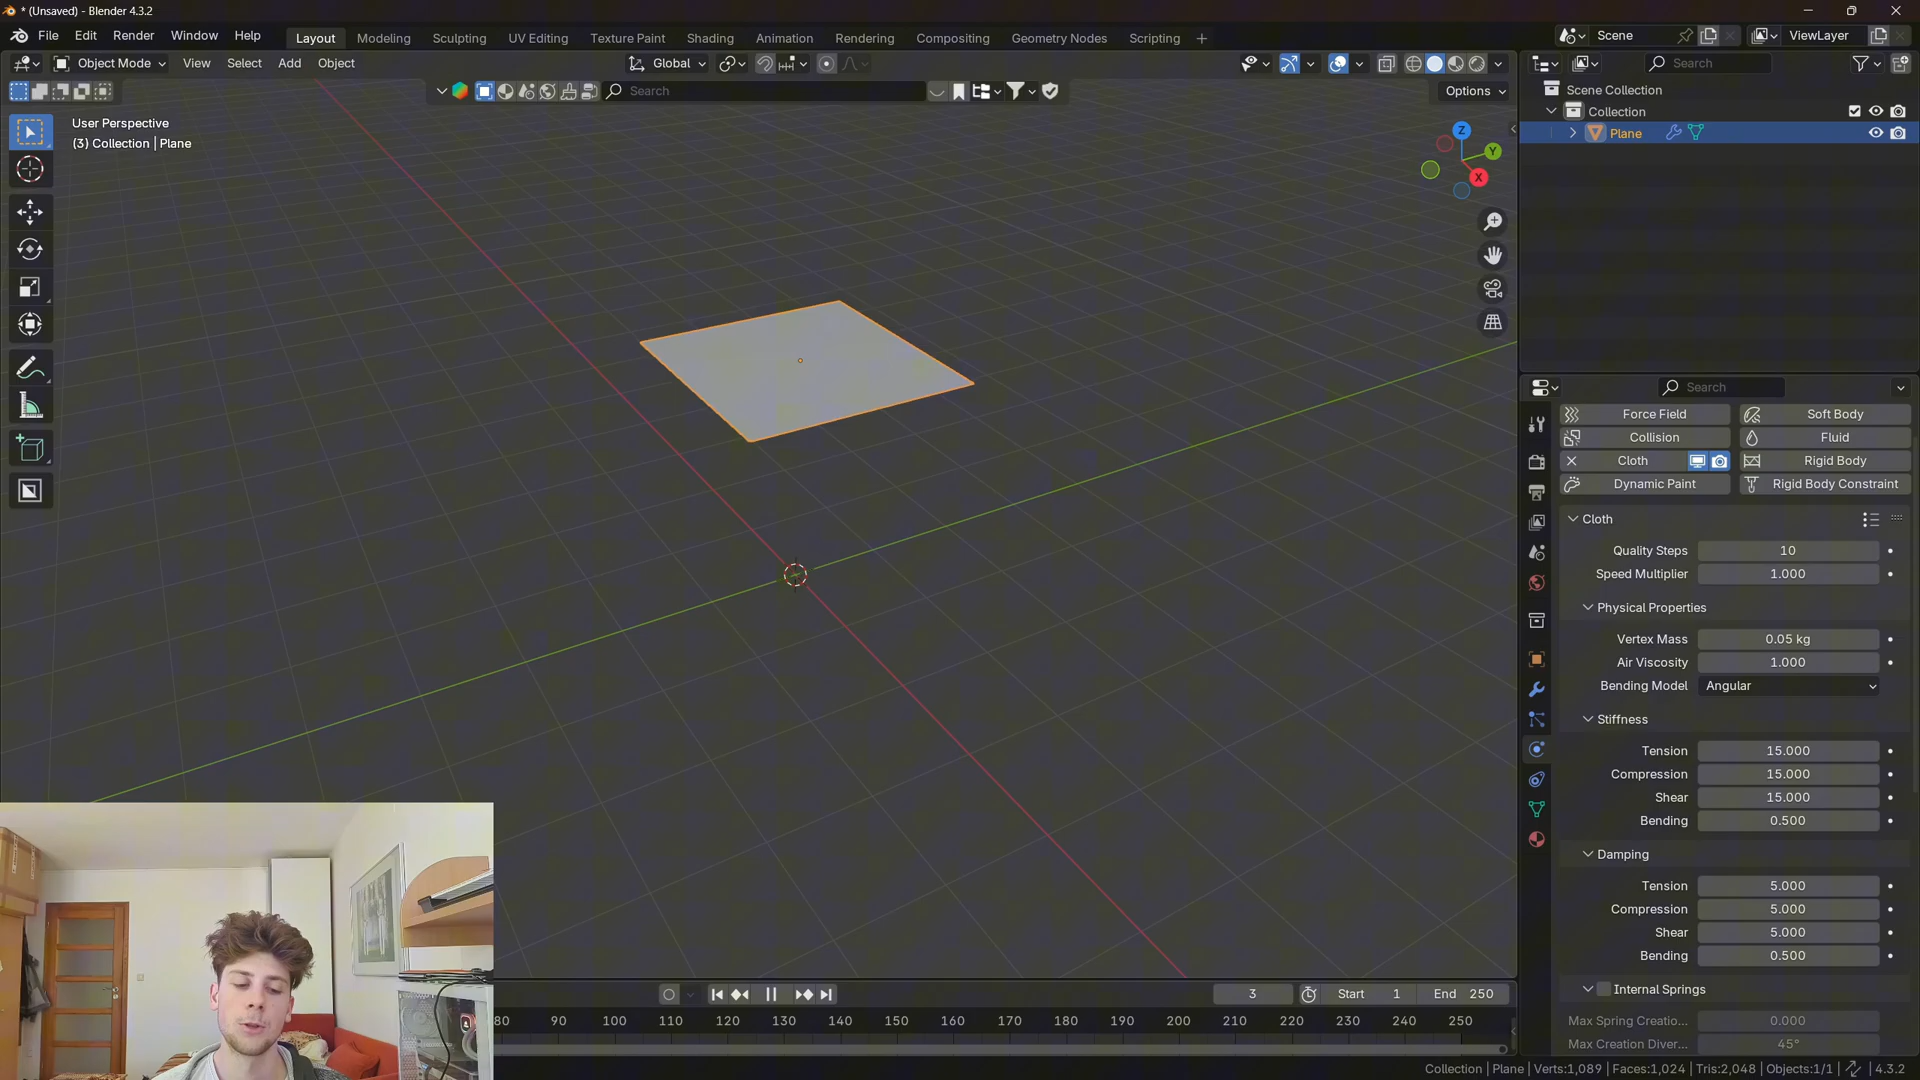 * (Unsaved) - Blender 4.3.2
File Edit Render Window Help Layout Modeling Sculpting UV Editing Texture Paint Shading Animation Rendering Compositing Geometry Nodes Scripting + Scene ViewLayer
Object Mode View Select Add Object Global Search
Search Options
Scene Collection
Collection
Plane
User Perspective
(3) Collection | Plane
Z
Y
X
Search
Force Field Soft Body
Collision Fluid
Cloth Rigid Body
Dynamic Paint Rigid Body Constraint
Cloth
Quality Steps 10
Speed Multiplier 1.000
Physical Properties
Vertex Mass 0.05 kg
Air Viscosity 1.000
Bending Model Angular
Stiffness
Tension 15.000
Compression 15.000
Shear 15.000
Bending 0.500
Damping
Tension 5.000
Compression 5.000
Shear 5.000
Bending 0.500
Internal Springs
Max Spring Creatio... 0.000
Max Creation Diver... 45°
3 Start 1 End 250
80 90 100 110 120 130 140 150 160 170 180 190 200 210 220 230 240 250
Collection | Plane | Verts:1,089 | Faces:1,024 | Tris:2,048 | Objects:1/1 | 4.3.2